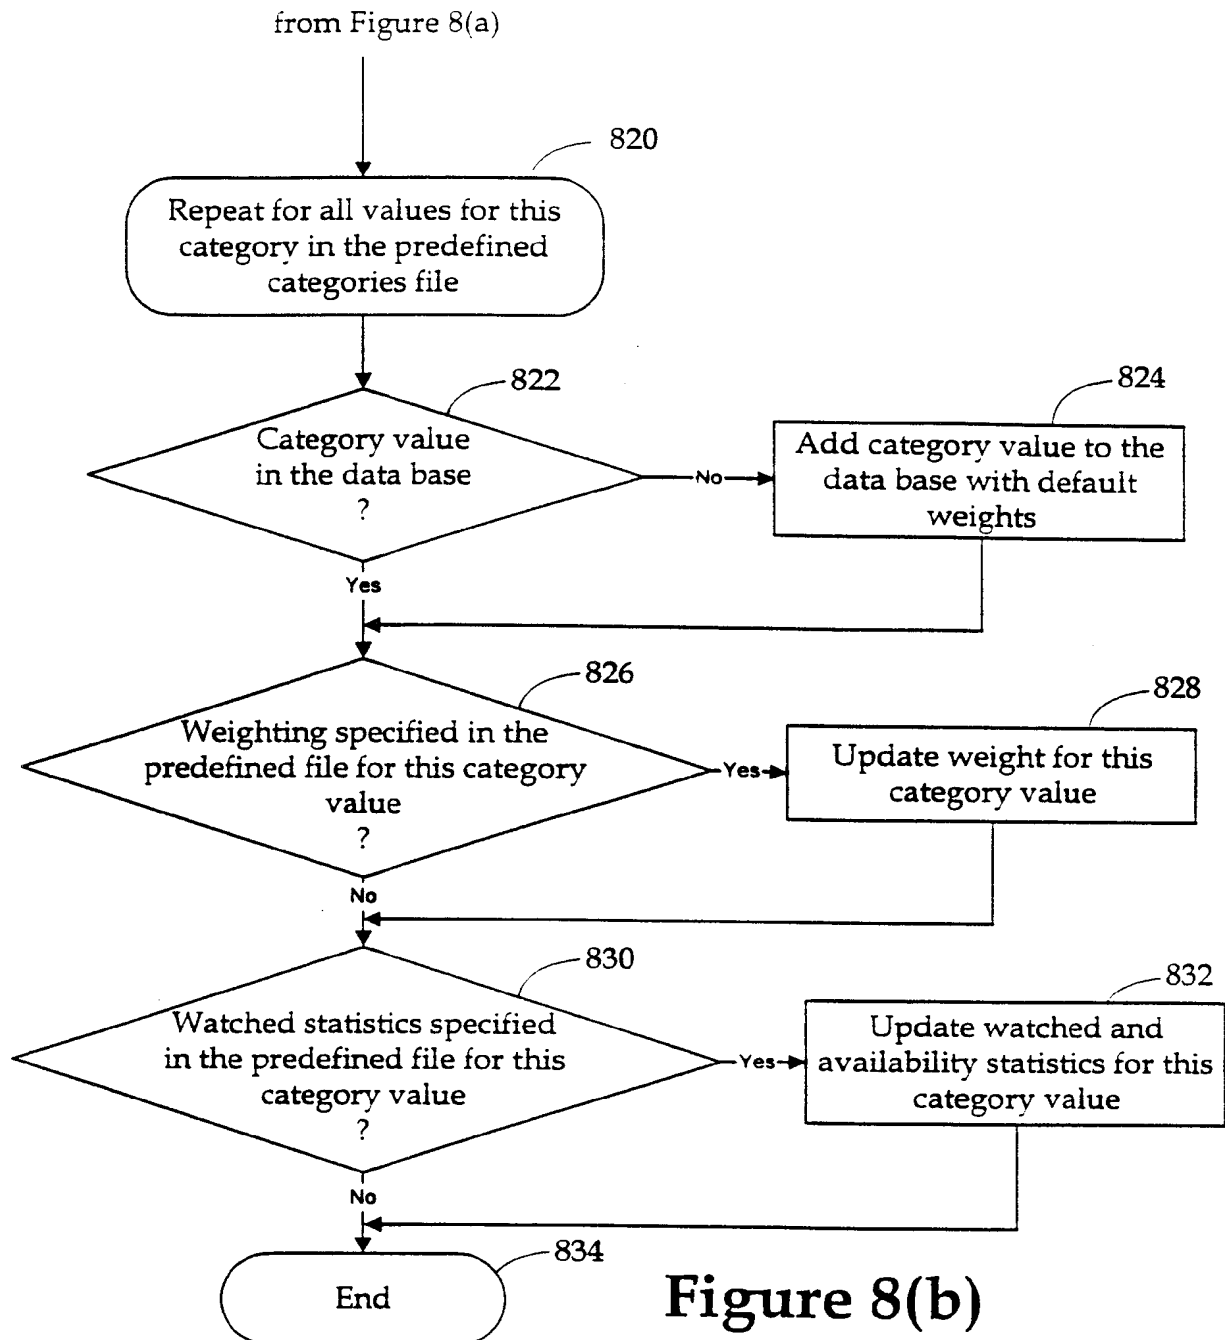 from Figure 8(a)
820
Repeat for all values for this
category in the predefined
categories file
822
Category value
in the data base
?
No
824
Add category value to the
data base with default
weights
Yes
826
Weighting specified in the
predefined file for this category
value
?
Yes
828
Update weight for this
category value
No
830
Watched statistics specified
in the predefined file for this
category value
?
Yes
832
Update watched and
availability statistics for this
category value
No
834
End
Figure 8(b)